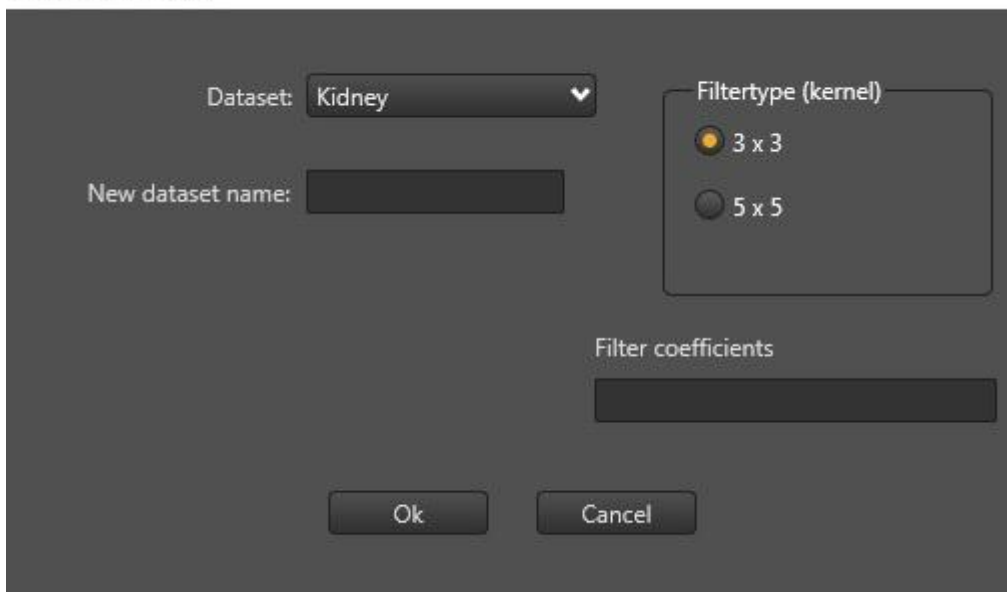 Dataset: Kidney
Filtertype (kernel)
3 x 3
New dataset name:
5 x 5
Filter coefficients
Ok Cancel